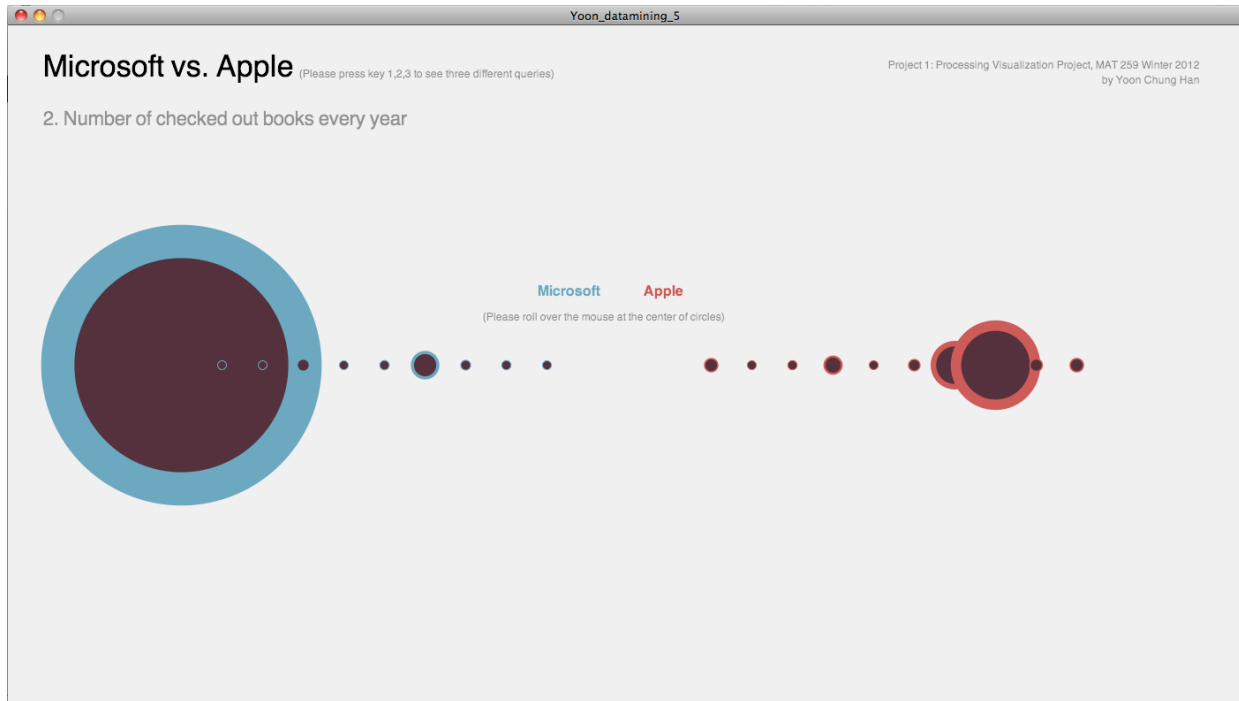 Yoon_datamining_5
Microsoft vs. Apple (Please press key 1,2,3 to see three different queries)
Project 1: Processing Visualization Project, MAT 259 Winter 2012
by Yoon Chung Han
2. Number of checked out books every year
Microsoft Apple
(Please roll over the mouse at the center of circles)